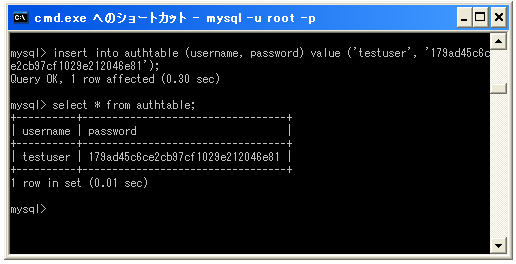 cmd.exe へのショートカット - mysql -u root -p
mysql> insert into authtable (username, password) value ('testuser', '179ad45c6c
e2cb97cf1029e212046e81');
Query OK, 1 row affected (0.30 sec)
mysql> select * from authtable;
+----------+----------------------------------+
| username | password                         |
+----------+----------------------------------+
| testuser | 179ad45c6ce2cb97cf1029e212046e81 |
+----------+----------------------------------+
1 row in set (0.01 sec)
mysql>